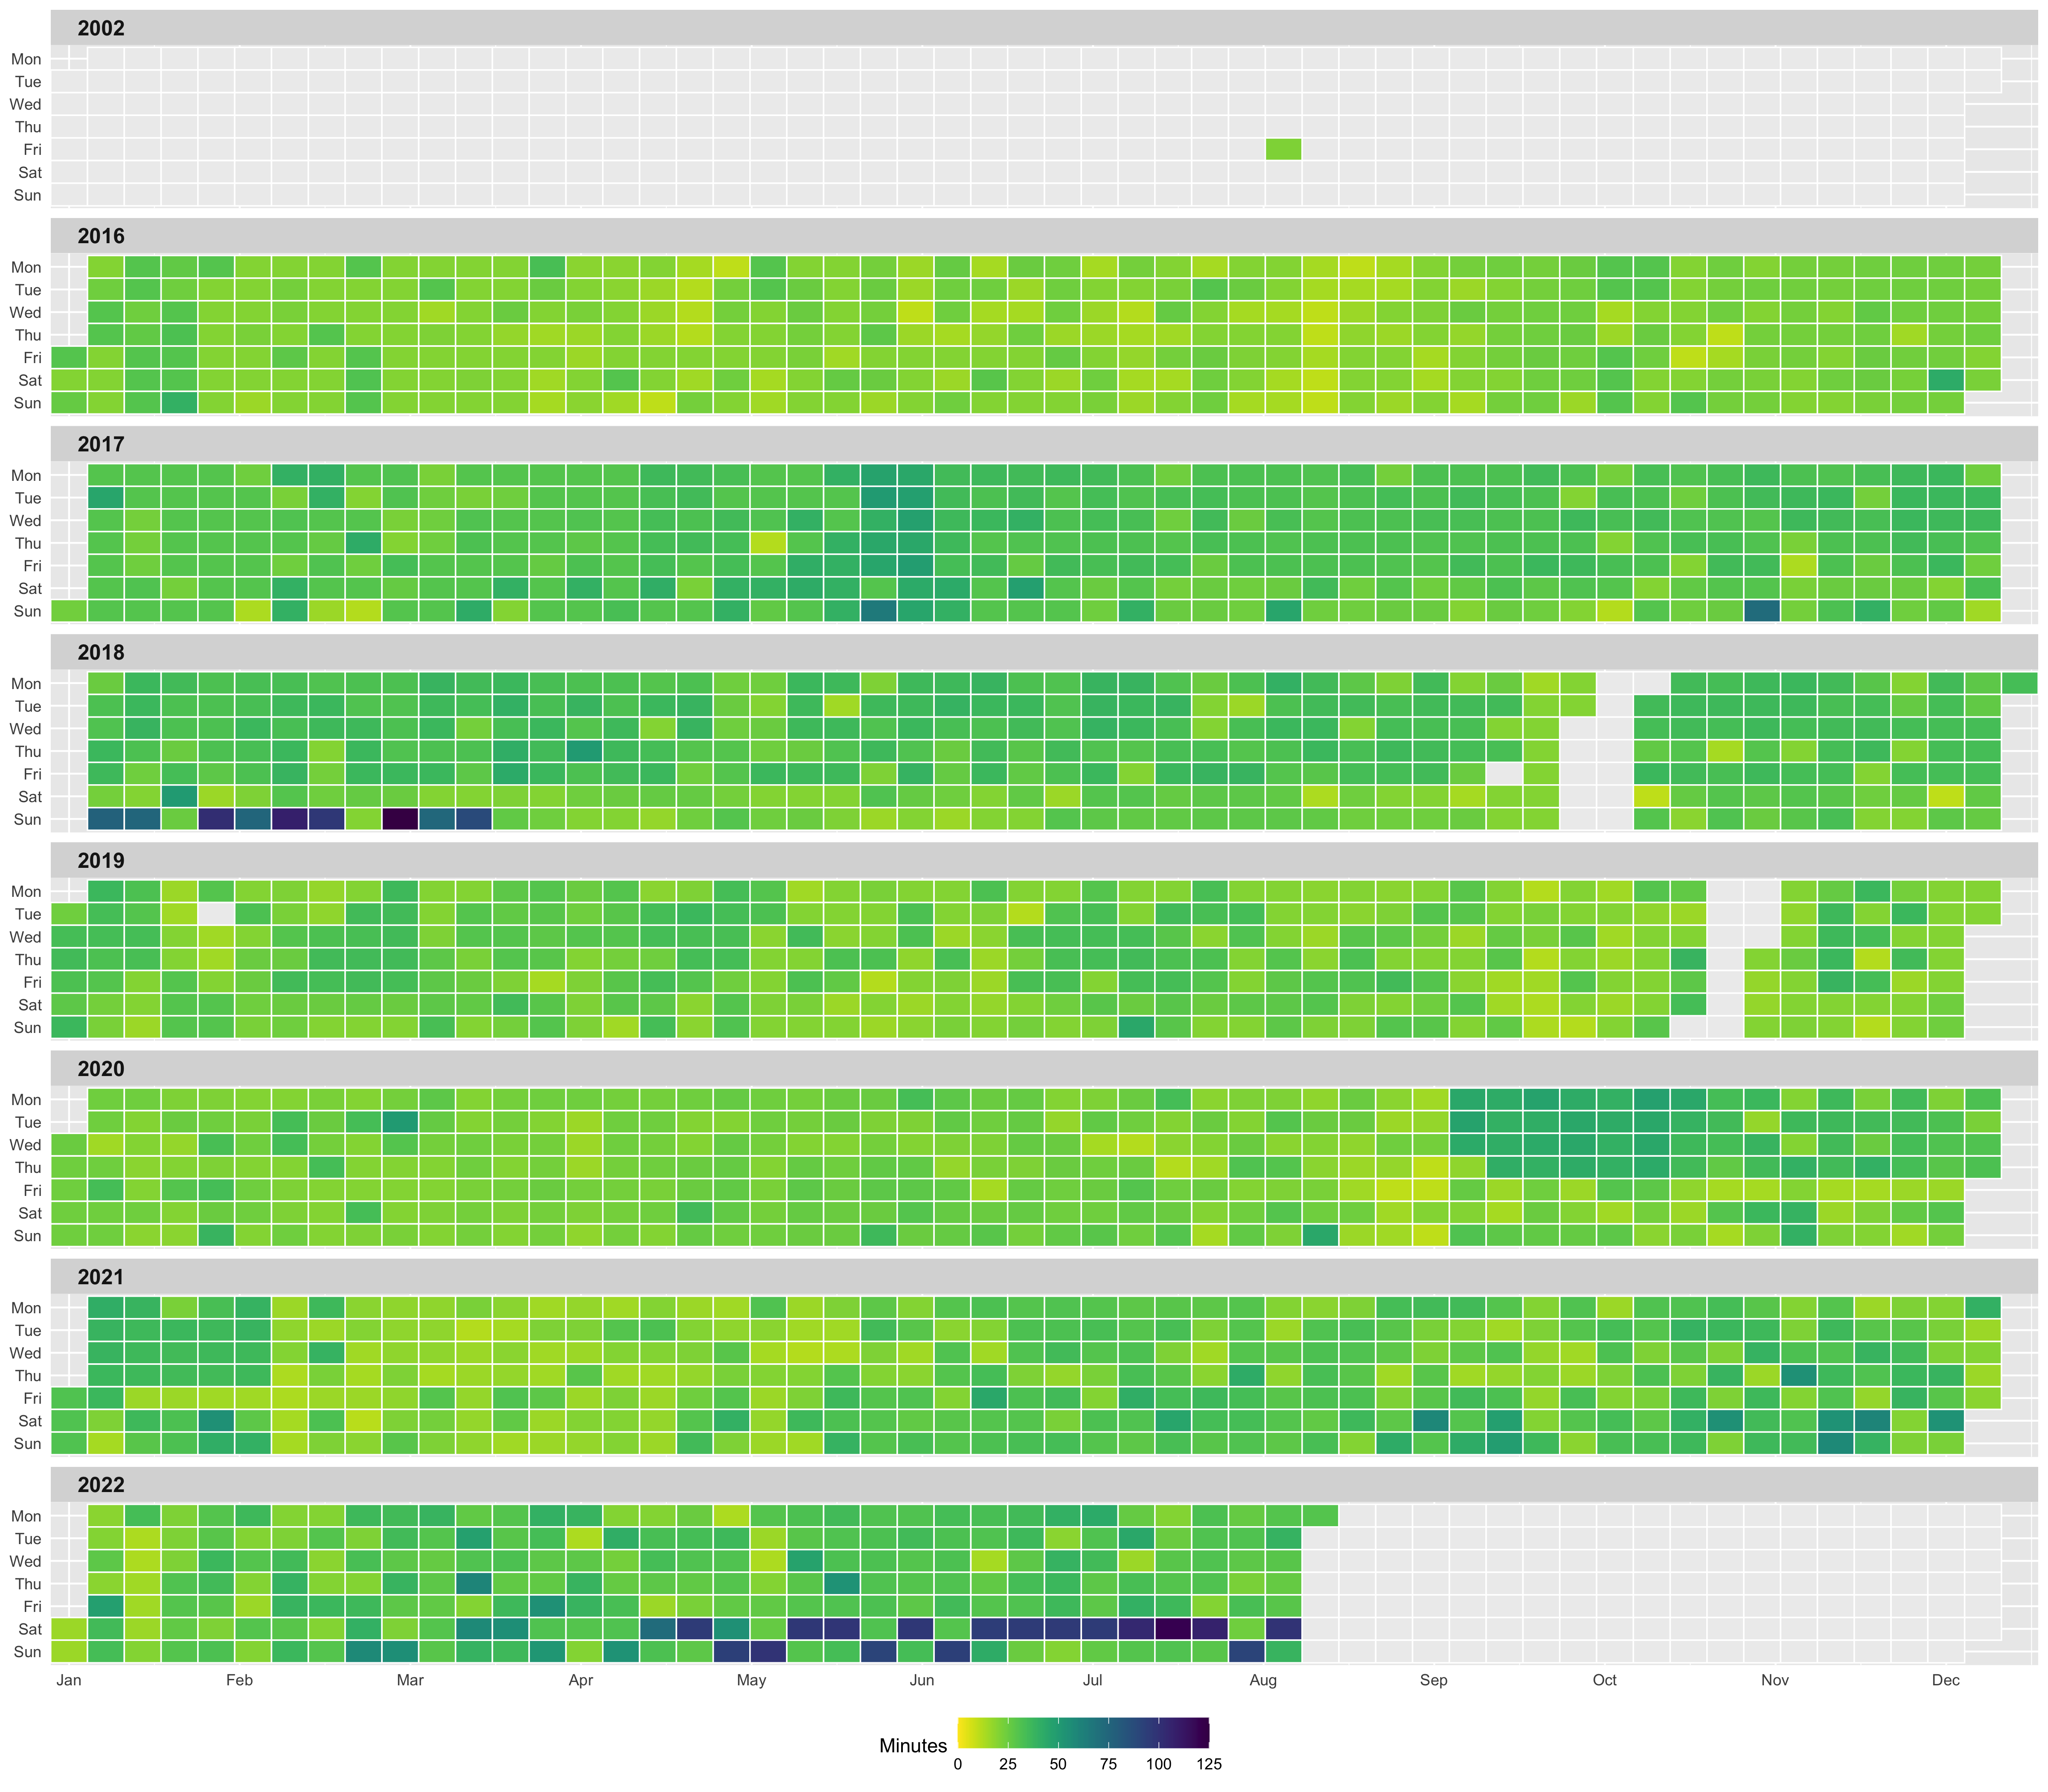 2002
Mon
Tue
Wed
Thu
Fri
Sat
Sun
2016
Mon
Tue
Wed
Thu
Fri
Sat
Sun
2017
Mon
Tue
Wed
Thu
Fri
Sat
Sun
2018
Mon
Tue
Wed
Thu
Fri
Sat
Sun
2019
Mon
Tue
Wed
Thu
Fri
Sat
Sun
2020
Mon
Tue
Wed
Thu
Fri
Sat
Sun
2021
Mon
Tue
Wed
Thu
Fri
Sat
Sun
2022
Mon
Tue
Wed
Thu
Fri
Sat
Sun
Jan Feb Mar Apr May Jun Jul Aug Sep Oct Nov Dec
Minutes
0 25 50 75 100 125